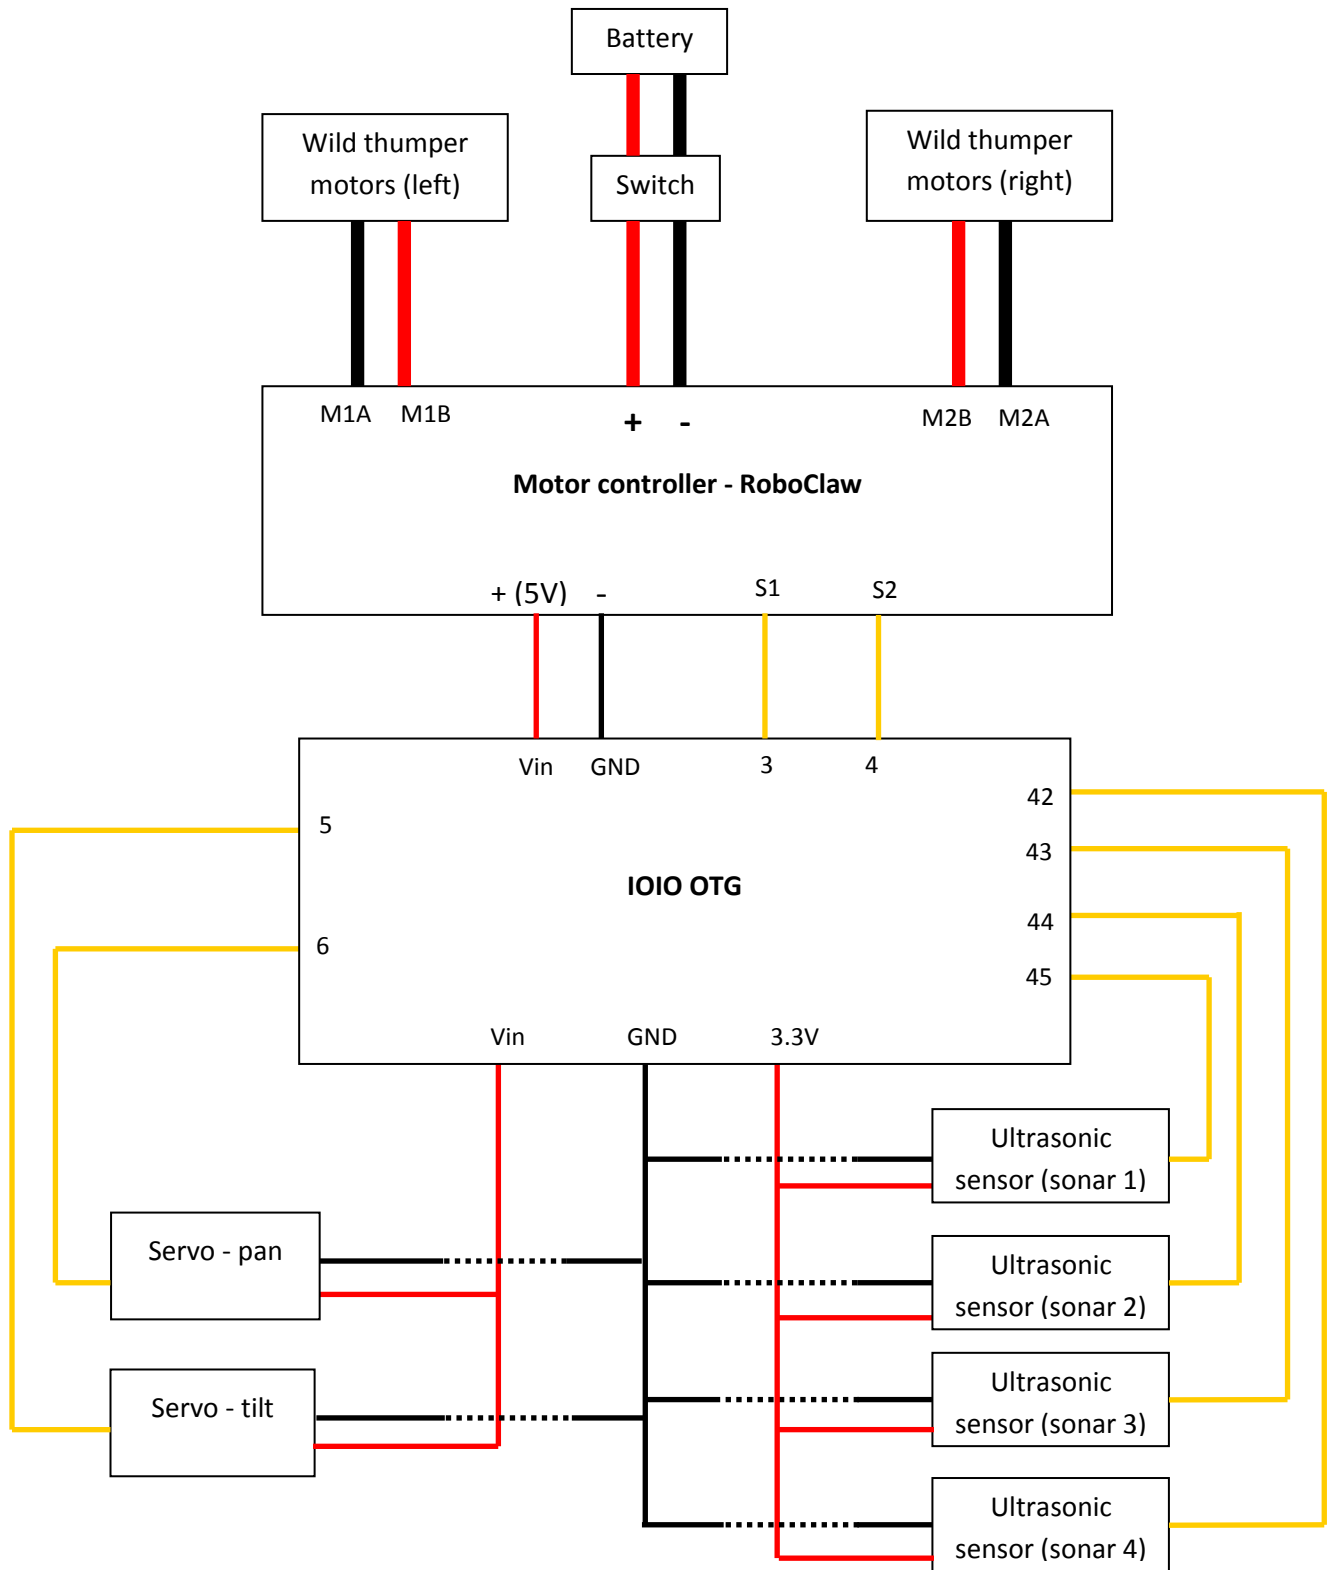 Battery
Wild thumper
motors (left)
Switch
Wild thumper
motors (right)
M1A M1B + - M2B M2A
Motor controller - RoboClaw
+ (5V) - S1 S2
Vin GND 3 4
42
5
43
IOIO OTG
44
6
45
Vin GND 3.3V
Ultrasonic
sensor (sonar 1)
Servo - pan
Ultrasonic
sensor (sonar 2)
Servo - tilt
Ultrasonic
sensor (sonar 3)
Ultrasonic
sensor (sonar 4)